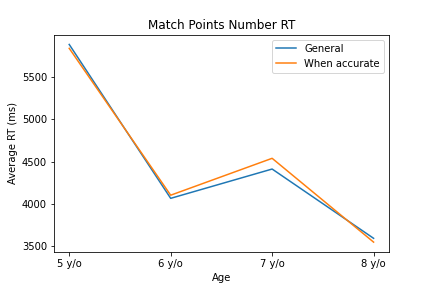 Match Points Number RT
General
When accurate
Average RT (ms)
5500
5000
4500
4000
3500
5 y/o
6 y/o
7 y/o
8 y/o
Age